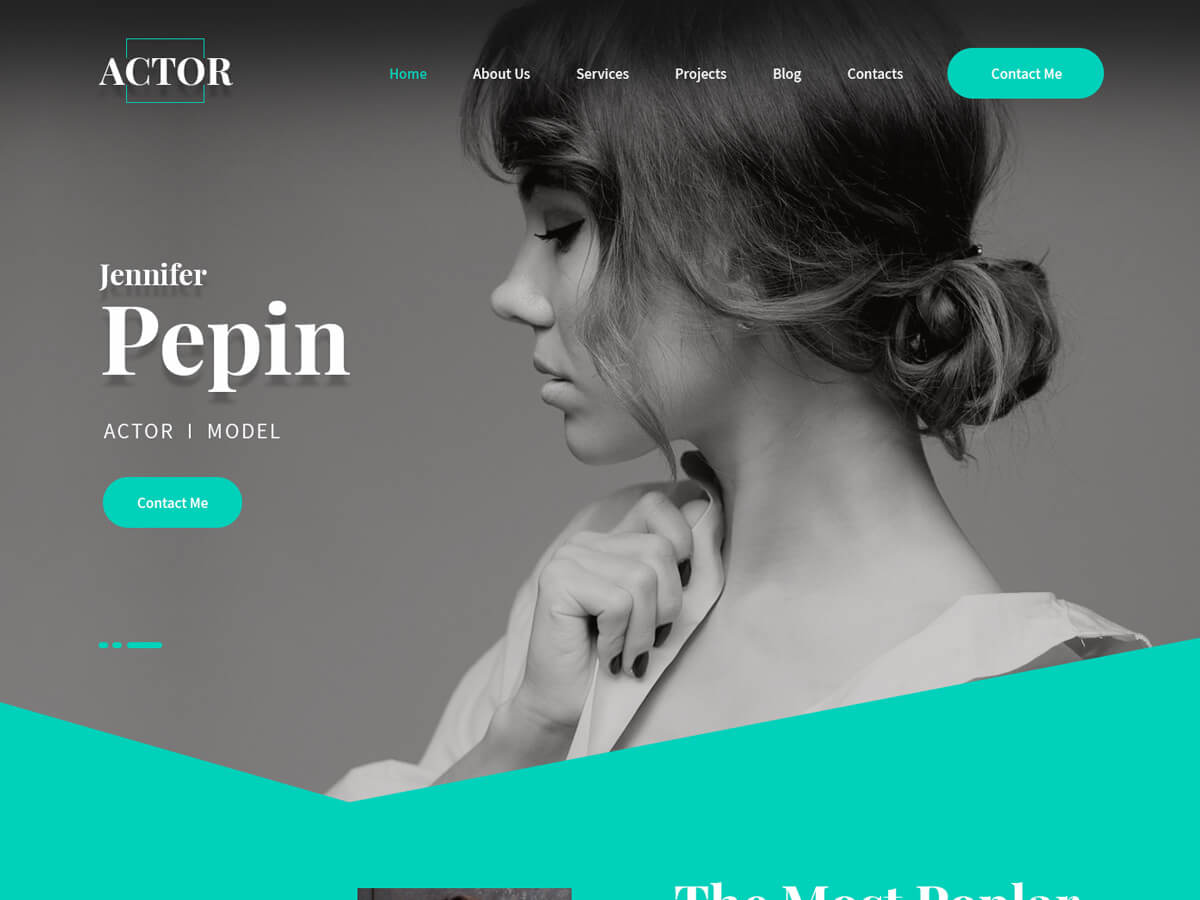 ACTOR
Home About Us Services Projects Blog Contacts Contact Me
Jennifer
Pepin
ACTOR | MODEL
Contact Me
The Most Poplar